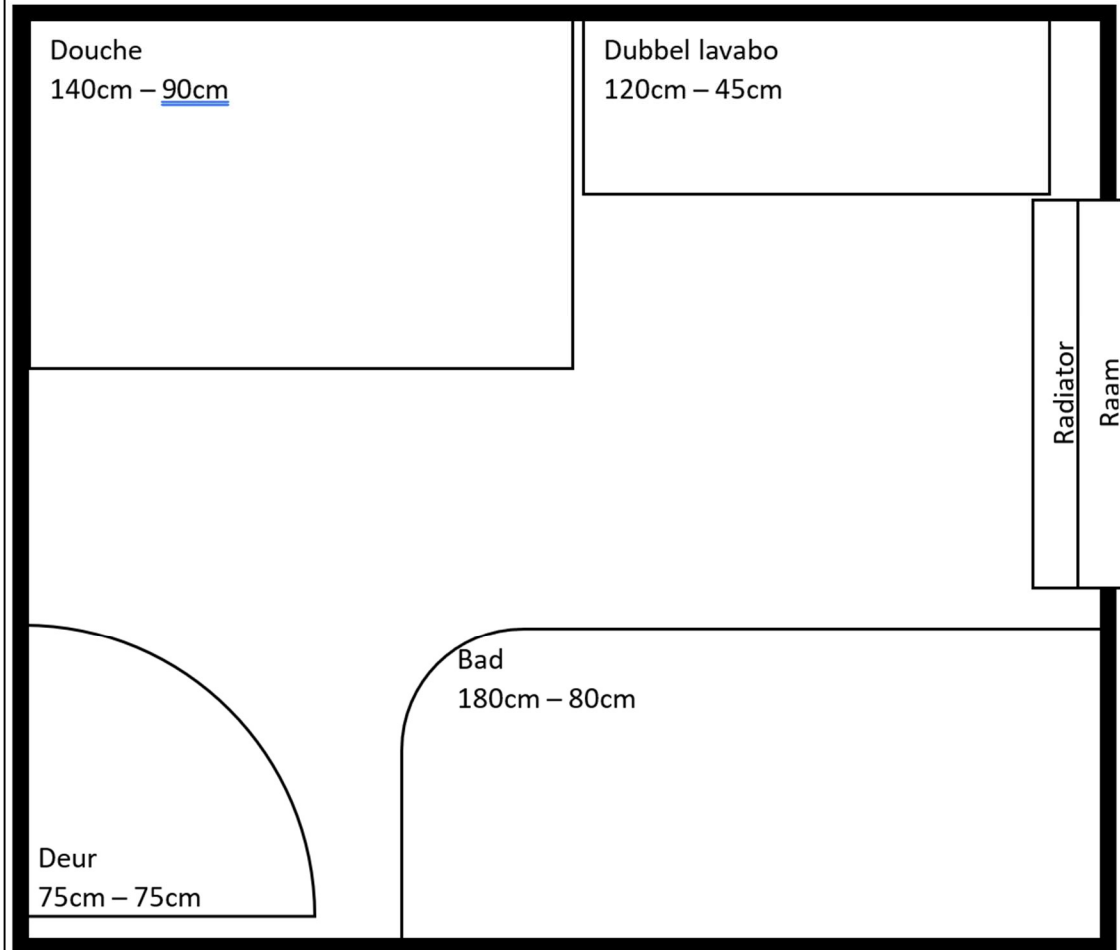 Douche
140cm – 90cm
Dubbel lavabo
120cm – 45cm
Radiator
Raam
Bad
180cm – 80cm
Deur
75cm – 75cm